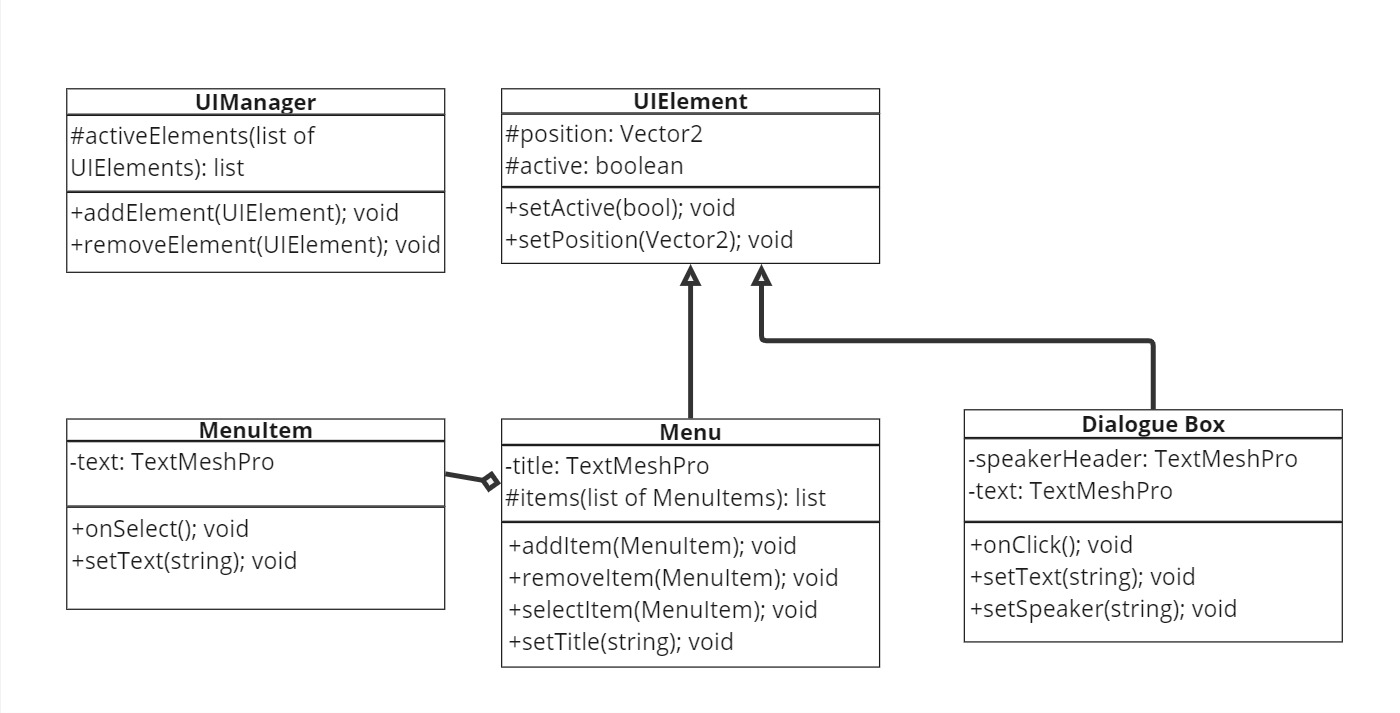 UIManager
#activeElements(list of
UIElements): list
+addElement(UIElement); void
+removeElement(UIElement); void
UIElement
#position: Vector2
#active: boolean
+setActive(bool); void
+setPosition(Vector2); void
MenuItem
-text: TextMeshPro
+onSelect(); void
+setText(string); void
Menu
-title: TextMeshPro
#items(list of MenuItems): list
+addItem(MenuItem); void
+removeItem(MenuItem); void
+selectItem(MenuItem); void
+setTitle(string); void
Dialogue Box
-speakerHeader: TextMeshPro
-text: TextMeshPro
+onClick(); void
+setText(string); void
+setSpeaker(string); void